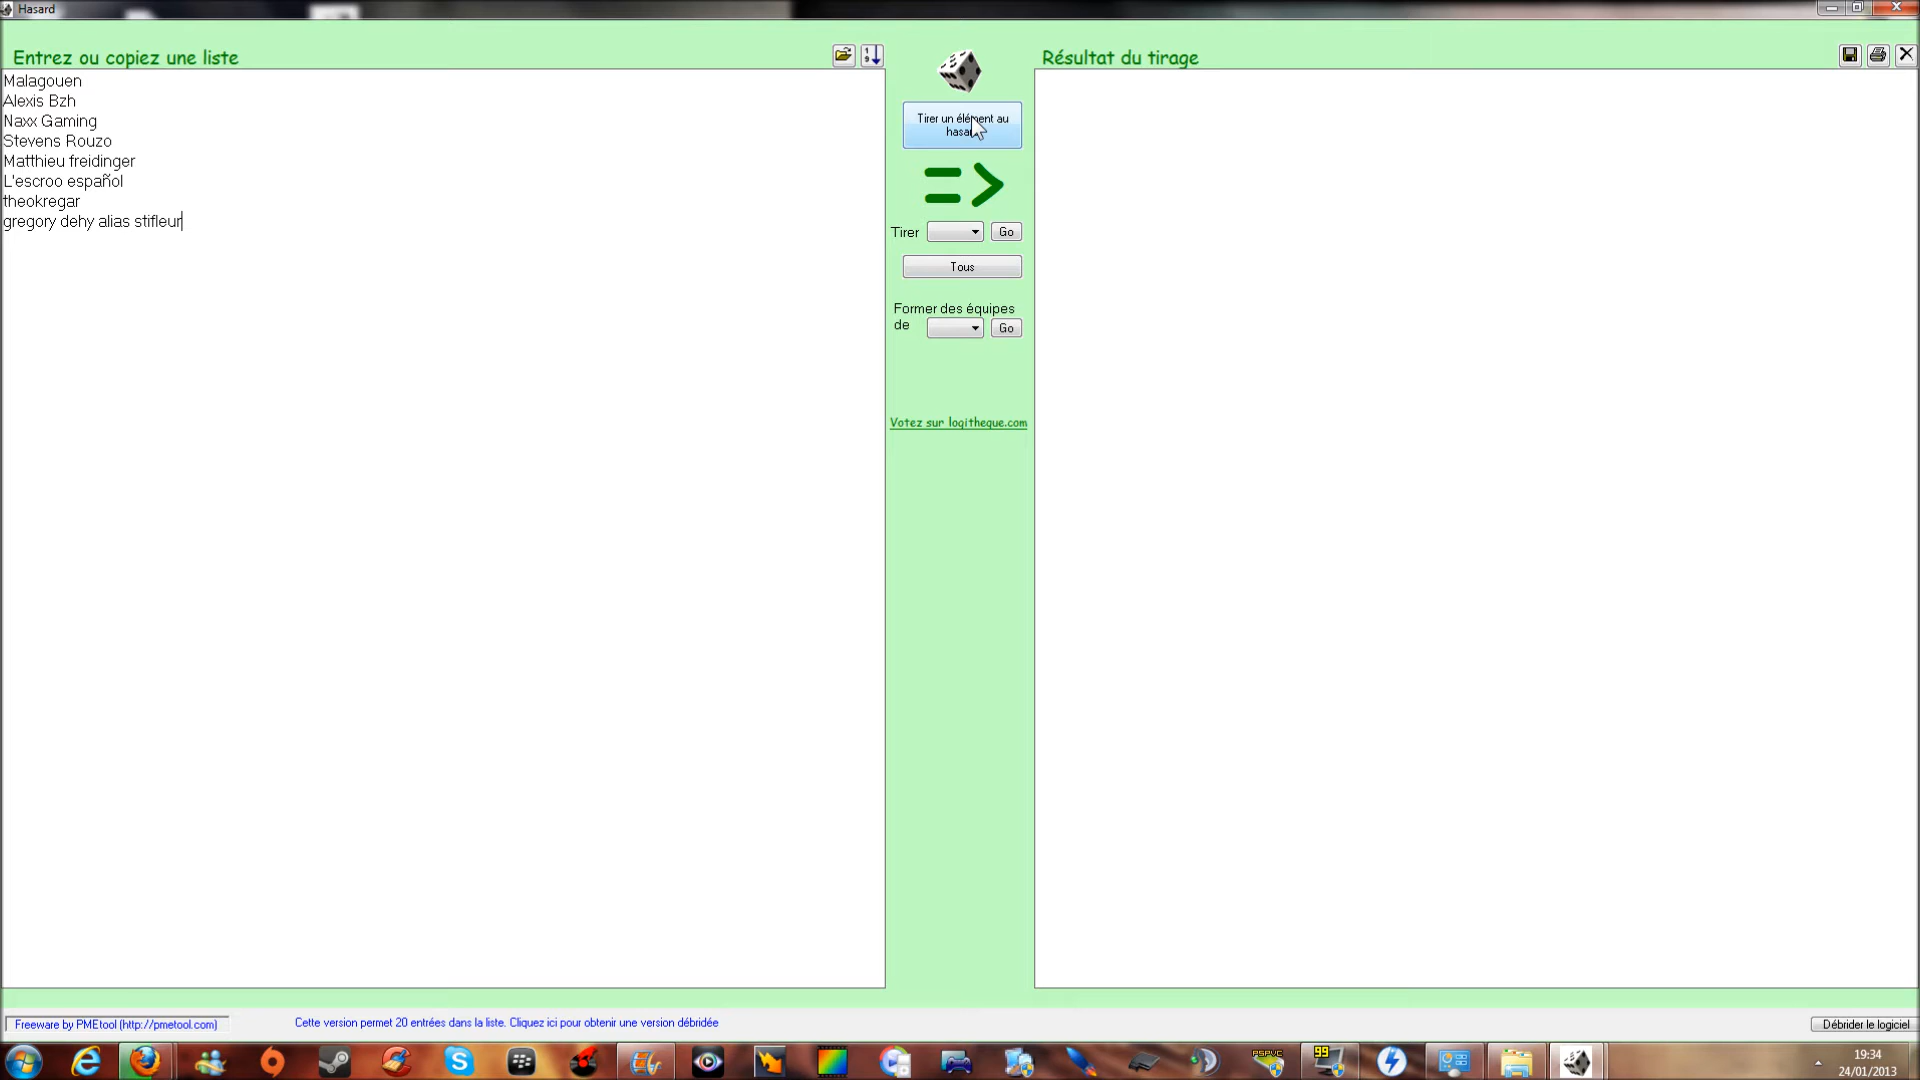 Hasard
Entrez ou copiez une liste
Malagouen
Alexis Bzh
Naxx Gaming
Stevens Rouzo
Matthieu freidinger
L'escroo español
theokregar
gregory dehy alias stifleur
Tirer un élément au
hasard
=>
Tirer
Go
Tous
Former des équipes
de
Go
Votez sur logitheque.com
Résultat du tirage
Freeware by PMEtool (http://pmetool.com)
Cette version permet 20 entrées dans la liste. Cliquez ici pour obtenir une version débridée
Débrider le logiciel
PSPVC
99
19:34
24/01/2013